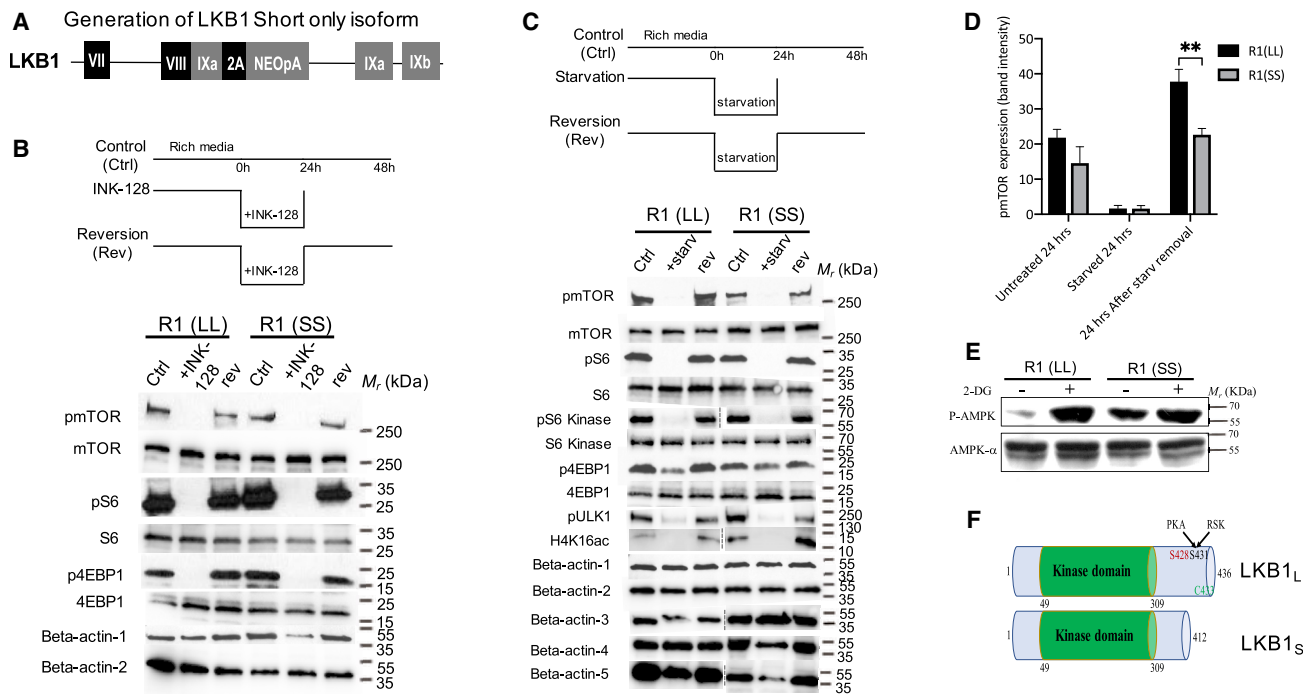 A
Generation of LKB1 Short only isoform
LKB1
VII
VIII
IXa
2A
NEOpA
IXa
IXb
B
Control
(Ctrl)
Rich media
0h
24h
48h
INK-128
+INK-128
Reversion
(Rev)
+INK-128
R1 (LL)
R1 (SS)
Ctrl
+INK-
128
rev
Ctrl
+INK-
128
rev
Mr (kDa)
pmTOR
250
mTOR
250
pS6
35
25
S6
35
25
p4EBP1
25
15
4EBP1
25
15
Beta-actin-1
55
35
Beta-actin-2
55
35
C
Control
(Ctrl)
Rich media
0h
24h
48h
Starvation
starvation
Reversion
(Rev)
starvation
R1 (LL)
R1 (SS)
Ctrl
+starv
rev
Ctrl
+starv
rev
Mr (kDa)
pmTOR
250
mTOR
250
pS6
35
25
S6
35
25
pS6 Kinase
70
55
S6 Kinase
70
55
p4EBP1
25
15
4EBP1
25
15
pULK1
250
130
H4K16ac
15
10
Beta-actin-1
55
35
Beta-actin-2
55
35
Beta-actin-3
55
35
Beta-actin-4
55
35
Beta-actin-5
55
35
D
pmTOR expression (band intensity)
50
40
30
20
10
0
**
R1(LL)
R1(SS)
Untreated 24 hrs
Starved 24 hrs
24 hrs After starv removal
E
R1 (LL)
R1 (SS)
2-DG
-
+
-
+
Mr (KDa)
P-AMPK
70
55
AMPK-α
70
55
F
PKA
RSK
S428
S431
1
Kinase domain
436
C433
49
309
LKB1L
1
Kinase domain
412
49
309
LKB1S